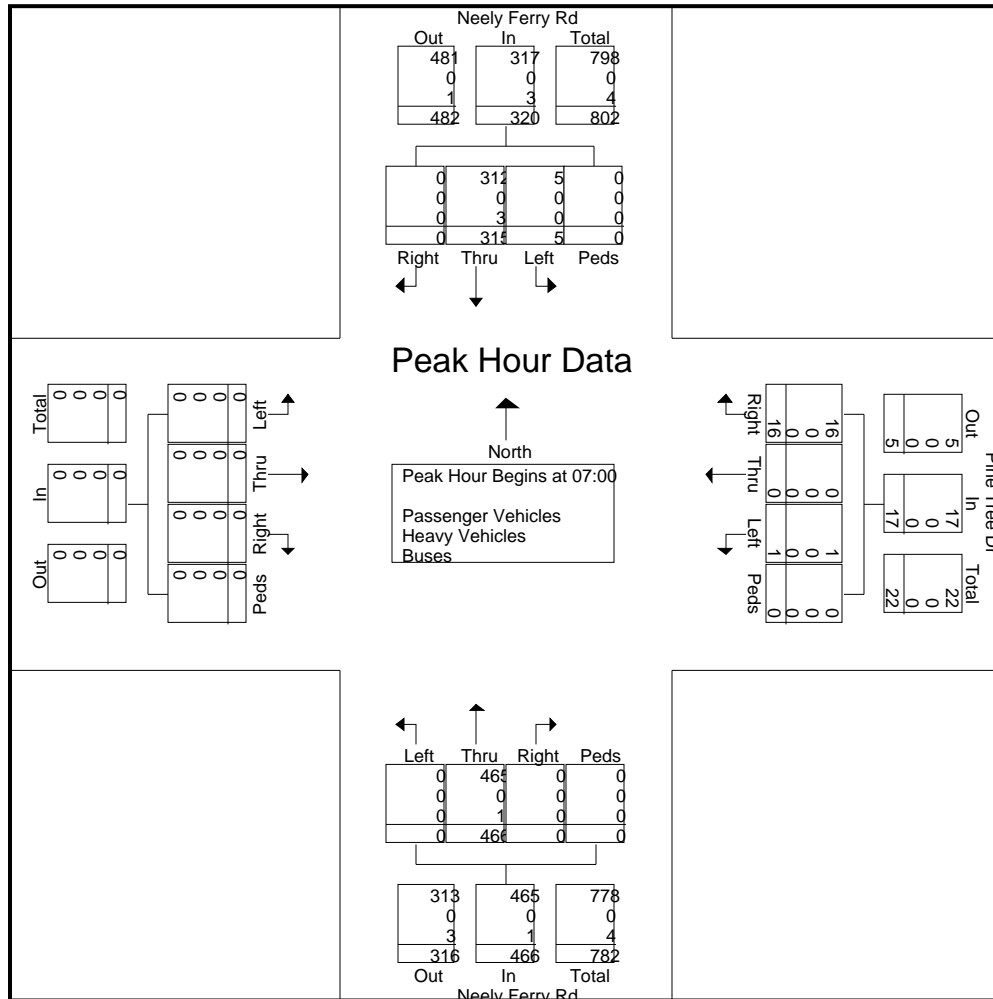 Neely Ferry Rd
Out In Total
481 317 798
0 0 0
1 3 4
482 320 802
0 312 5 0
0 0 0 0
0 3 0 0
0 315 5 0
Right Thru Left Peds
Peak Hour Data
North
Peak Hour Begins at 07:00
Passenger Vehicles
Heavy Vehicles
Buses
Total
0 0 0 0
In
0 0 0 0
Out
0 0 0 0
Left
0 0 0 0
Thru
0 0 0 0
Right
0 0 0 0
Peds
0 0 0 0
Right
16 0 0 16
Thru
0 0 0 0
Left
1 0 0 1
Peds
0 0 0 0
Out
5 0 0 5
In
17 0 0 17
Total
22 0 0 22
Pine Tree Dr
Left Thru Right Peds
0 465 0 0
0 0 0 0
0 1 0 0
0 466 0 0
313 465 778
0 0 0
3 1 4
316 466 782
Out In Total
Neely Ferry Rd